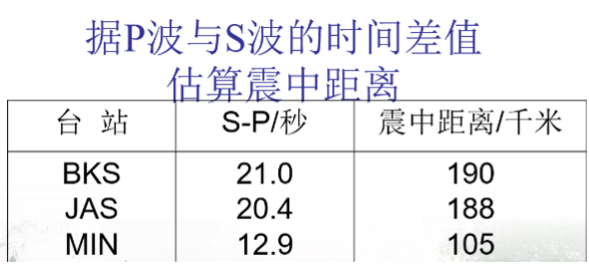 据P波与S波的时间差值
估算震中距离
台 站 S-P/秒 震中距离/千米
BKS 21.0 190
JAS 20.4 188
MIN 12.9 105